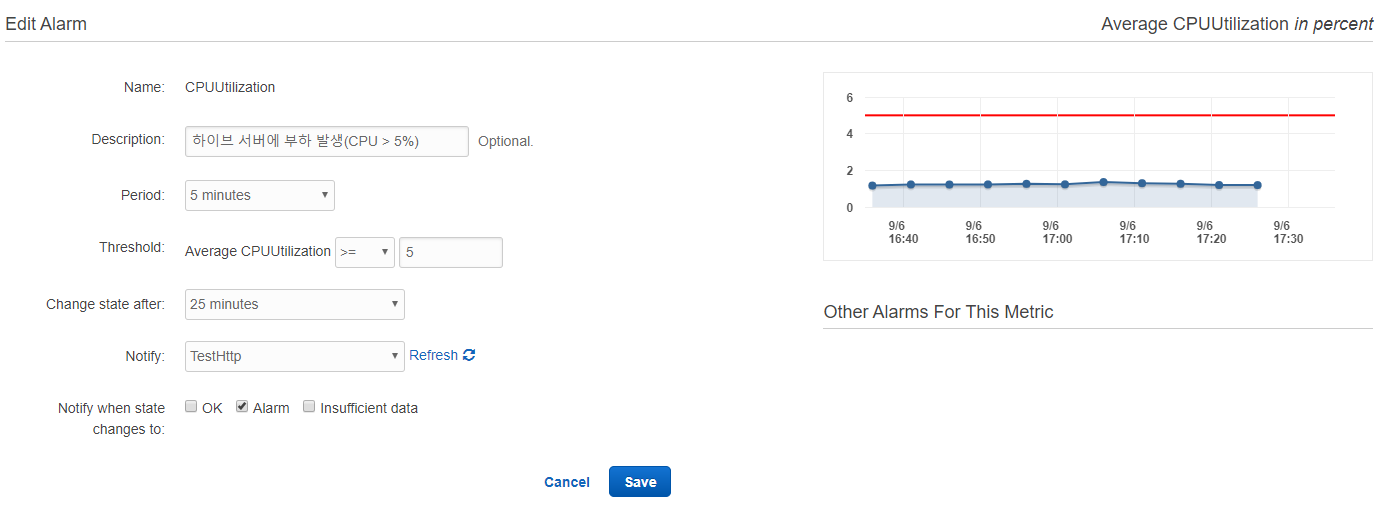 Edit Alarm
Average CPUUtilization in percent
Name: CPUUtilization
Description: 하이브 서버에 부하 발생(CPU > 5%) Optional.
Period: 5 minutes
Threshold: Average CPUUtilization >= 5
Change state after: 25 minutes
Notify: TestHttp Refresh
Notify when state changes to: OK Alarm Insufficient data
Cancel Save
6
4
2
0
9/6 16:40
9/6 16:50
9/6 17:00
9/6 17:10
9/6 17:20
9/6 17:30
Other Alarms For This Metric